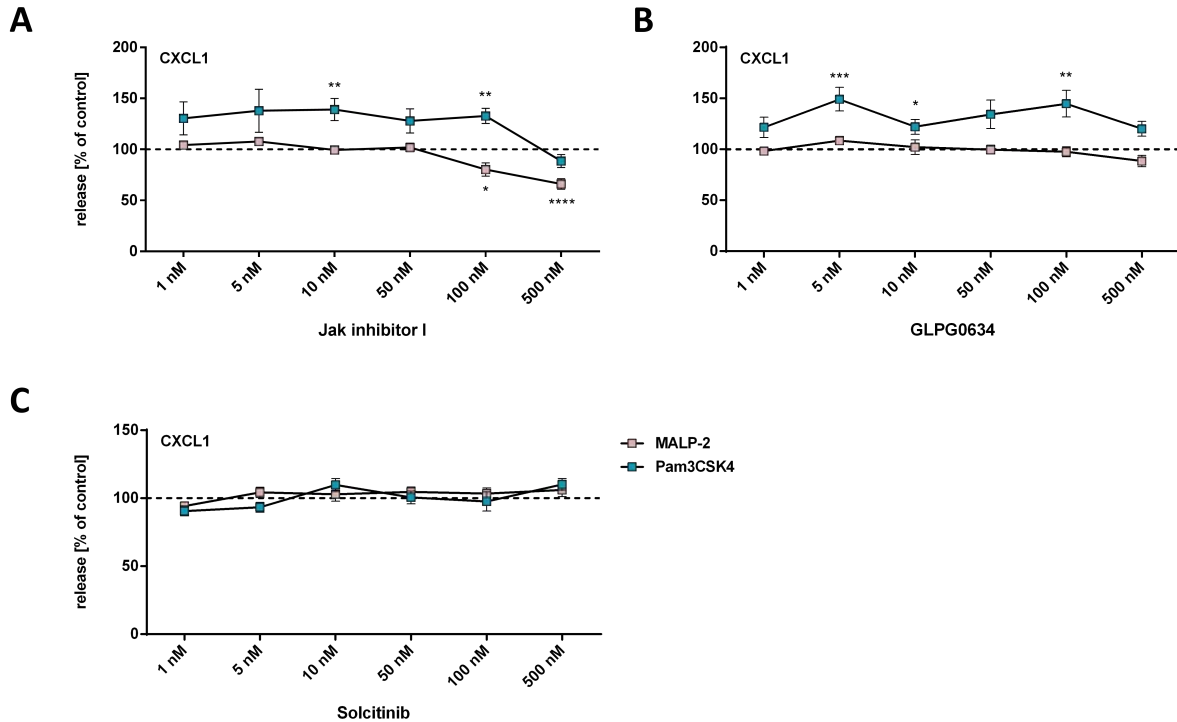 A
CXCL1
release [% of control]
200
150
100
50
0
**
**
*
****
1 nM
5 nM
10 nM
50 nM
100 nM
500 nM
Jak inhibitor I
B
CXCL1
200
150
100
50
0
***
*
**
1 nM
5 nM
10 nM
50 nM
100 nM
500 nM
GLPG0634
C
CXCL1
release [% of control]
150
100
50
0
1 nM
5 nM
10 nM
50 nM
100 nM
500 nM
Solcitinib
MALP-2
Pam3CSK4